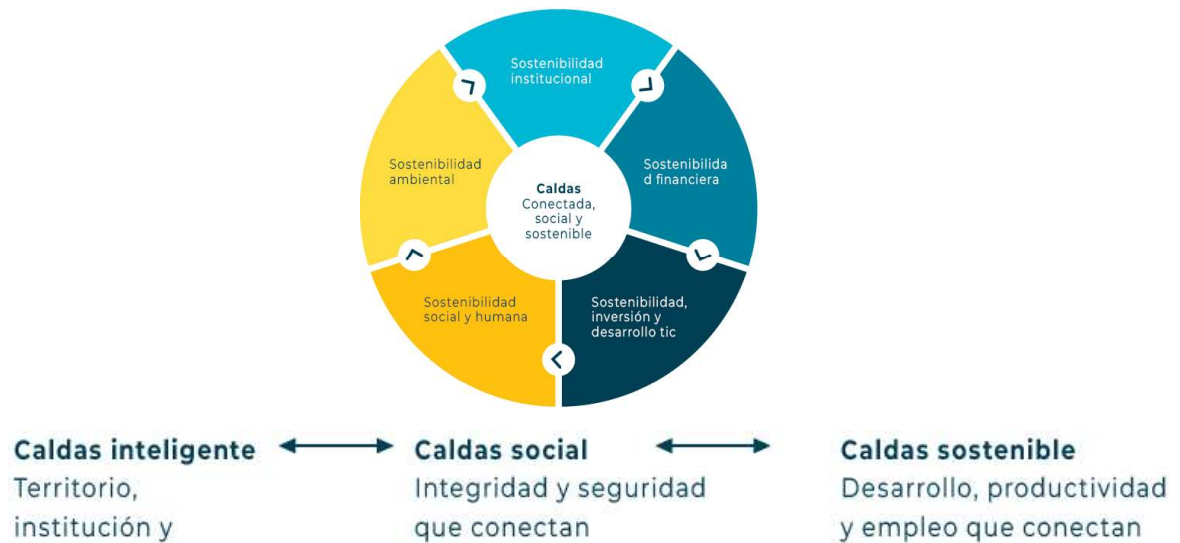 Sostenibilidad
institucional
Sostenibilida
d financiera
Sostenibilidad,
inversión y
desarrollo tic
Sostenibilidad
social y humana
Sostenibilidad
ambiental
Caldas
Conectada,
social y
sostenible
Caldas inteligente
Territorio,
institución y
Caldas social
Integridad y seguridad
que conectan
Caldas sostenible
Desarrollo, productividad
y empleo que conectan